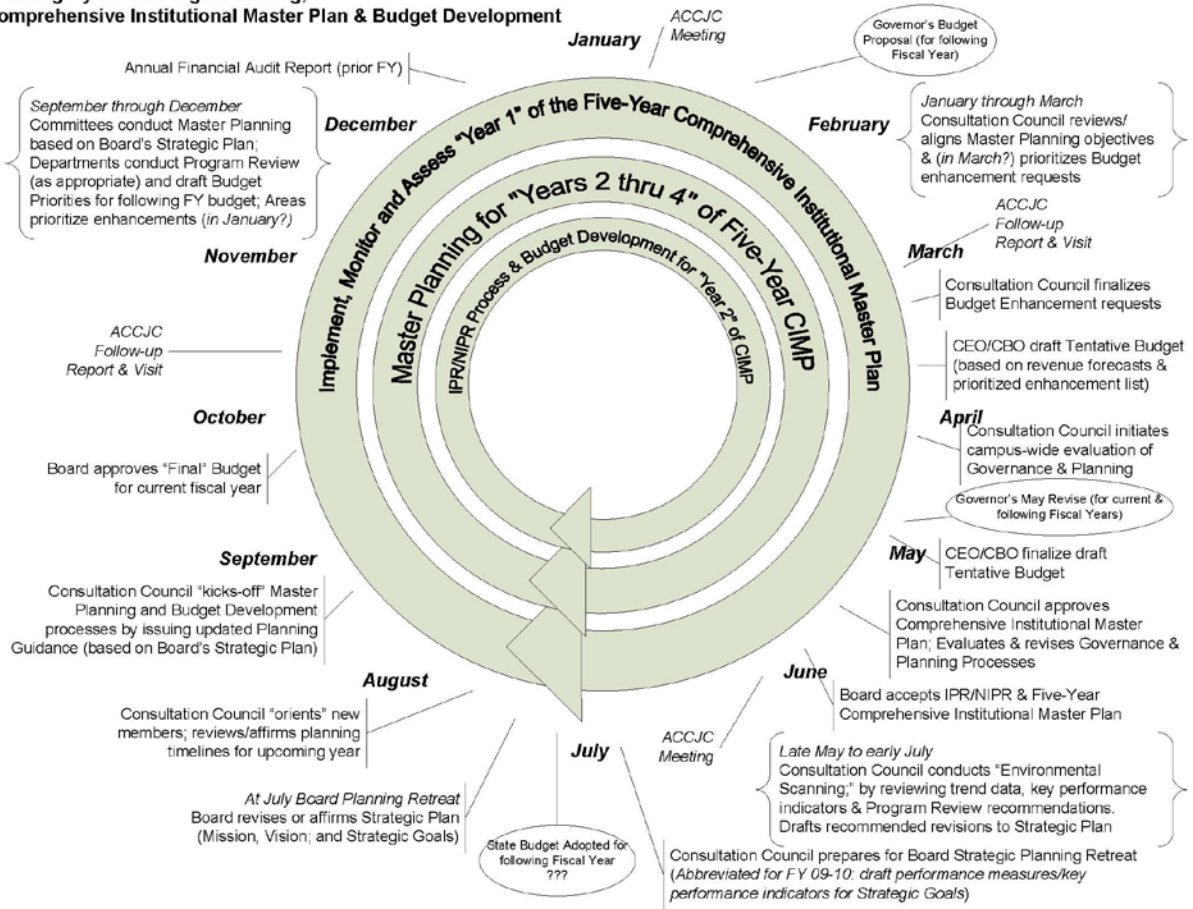 Comprehensive Institutional Master Plan & Budget Development
January
ACCJC
Meeting
Governor's Budget
Proposal (for following
Fiscal Year)
February
January through March
Consultation Council reviews/
aligns Master Planning objectives
& (in March?) prioritizes Budget
enhancement requests
ACCJC
Follow-up
Report & Visit
March
Consultation Council finalizes
Budget Enhancement requests
CEO/CBO draft Tentative Budget
(based on revenue forecasts &
prioritized enhancement list)
April
Consultation Council initiates
campus-wide evaluation of
Governance & Planning
Governor's May Revise (for current &
following Fiscal Years)
May
CEO/CBO finalize draft
Tentative Budget
Consultation Council approves
Comprehensive Institutional Master
Plan; Evaluates & revises Governance &
Planning Processes
June
Board accepts IPR/NIPR & Five-Year
Comprehensive Institutional Master Plan
ACCJC
Meeting
Late May to early July
Consultation Council conducts "Environmental
Scanning;" by reviewing trend data, key performance
indicators & Program Review recommendations.
Drafts recommended revisions to Strategic Plan
July
Consultation Council prepares for Board Strategic Planning Retreat
(Abbreviated for FY 09-10: draft performance measures/key
performance indicators for Strategic Goals)
State Budget Adopted for
following Fiscal Year
???
At July Board Planning Retreat
Board revises or affirms Strategic Plan
(Mission, Vision; and Strategic Goals)
August
Consultation Council "orients" new
members; reviews/affirms planning
timelines for upcoming year
September
Consultation Council "kicks-off" Master
Planning and Budget Development
processes by issuing updated Planning
Guidance (based on Board's Strategic Plan)
October
Board approves "Final" Budget
for current fiscal year
ACCJC
Follow-up
Report & Visit
November
September through December
Committees conduct Master Planning
based on Board's Strategic Plan;
Departments conduct Program Review
(as appropriate) and draft Budget
Priorities for following FY budget; Areas
prioritize enhancements (in January?)
December
Annual Financial Audit Report (prior FY)
Implement, Monitor and Assess "Year 1" of the Five-Year Comprehensive Institutional Master Plan
Master Planning for "Years 2 thru 4" of Five-Year CIMP
IPR/NIPR Process & Budget Development for "Year 2" of CIMP